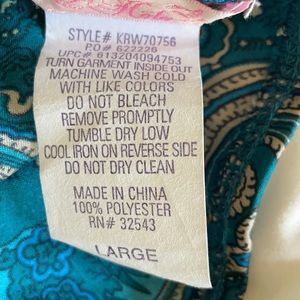 STYLE# KRW70756
P.O# 622226
UPC# 613204094753
TURN GARMENT INSIDE OUT
MACHINE WASH COLD
WITH LIKE COLORS
DO NOT BLEACH
REMOVE PROMPTLY
TUMBLE DRY LOW
COOL IRON ON REVERSE SIDE
DO NOT DRY CLEAN
MADE IN CHINA
100% POLYESTER
RN# 32543
LARGE